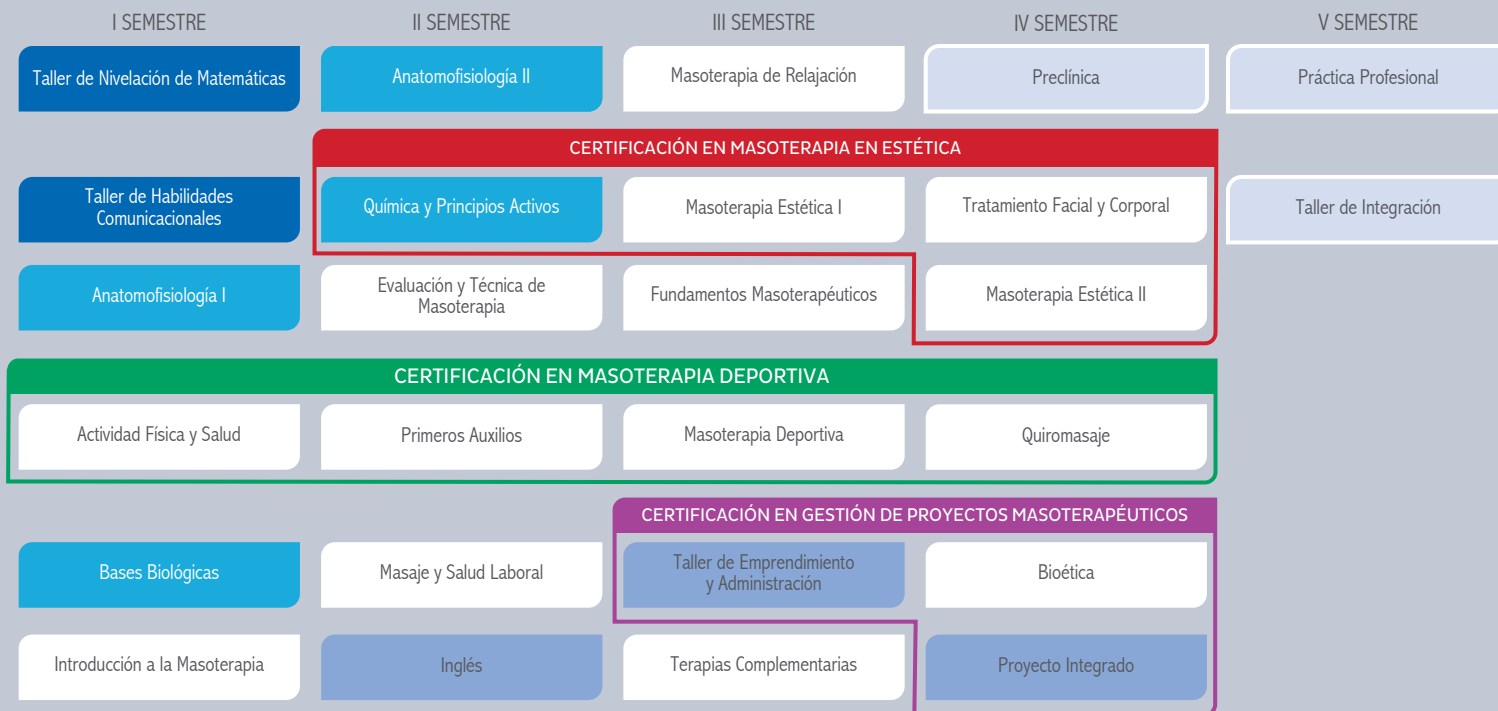 I SEMESTRE
II SEMESTRE
III SEMESTRE
IV SEMESTRE
V SEMESTRE
Taller de Nivelación de Matemáticas
Anatomofisiología II
Masoterapia de Relajación
Preclínica
Práctica Profesional
CERTIFICACIÓN EN MASOTERAPIA EN ESTÉTICA
Taller de Habilidades
Comunicacionales
Química y Principios Activos
Masoterapia Estética I
Tratamiento Facial y Corporal
Taller de Integración
Anatomofisiología I
Evaluación y Técnica de
Masoterapia
Fundamentos Masoterapéuticos
Masoterapia Estética II
CERTIFICACIÓN EN MASOTERAPIA DEPORTIVA
Actividad Física y Salud
Primeros Auxilios
Masoterapia Deportiva
Quiromasaje
CERTIFICACIÓN EN GESTIÓN DE PROYECTOS MASOTERAPÉUTICOS
Bases Biológicas
Masaje y Salud Laboral
Taller de Emprendimiento
y Administración
Bioética
Introducción a la Masoterapia
Inglés
Terapias Complementarias
Proyecto Integrado